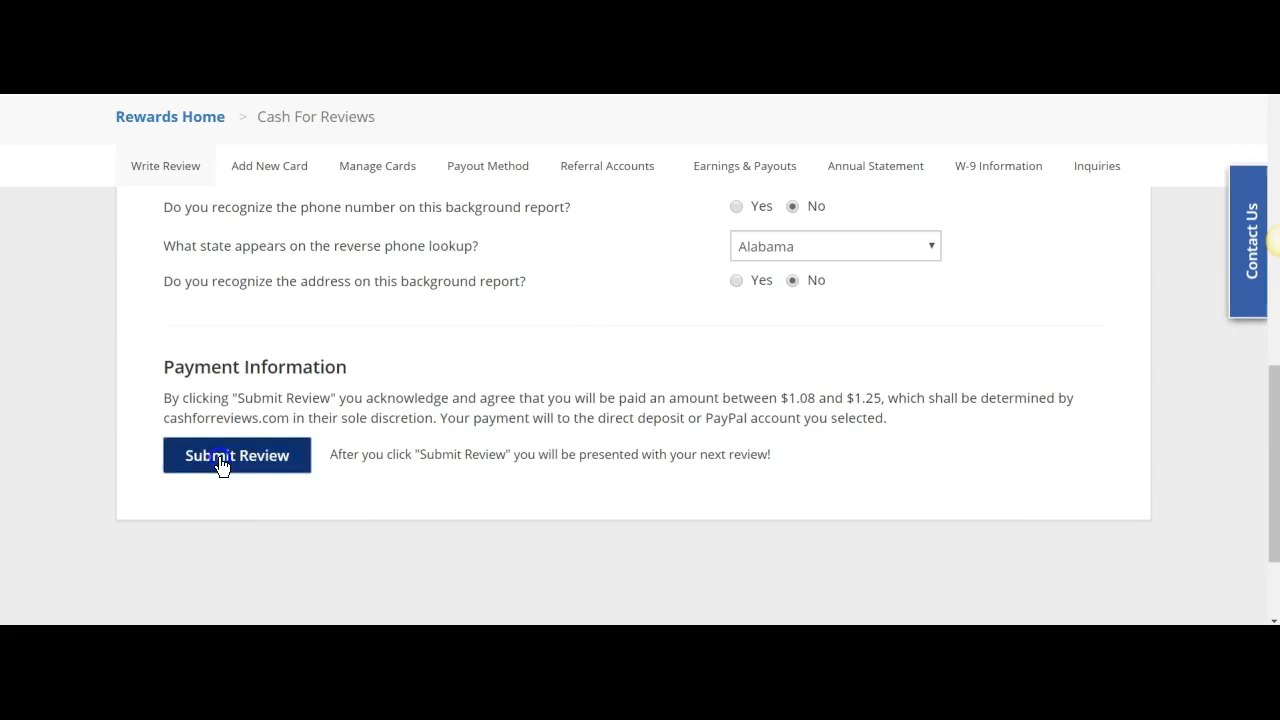 Rewards Home > Cash For Reviews
Write Review Add New Card Manage Cards Payout Method Referral Accounts Earnings & Payouts Annual Statement W-9 Information Inquiries
Do you recognize the phone number on this background report? Yes No
What state appears on the reverse phone lookup? Alabama
Do you recognize the address on this background report? Yes No
Contact Us
Payment Information
By clicking "Submit Review" you acknowledge and agree that you will be paid an amount between $1.08 and $1.25, which shall be determined by
cashforreviews.com in their sole discretion. Your payment will to the direct deposit or PayPal account you selected.
Submit Review After you click "Submit Review" you will be presented with your next review!